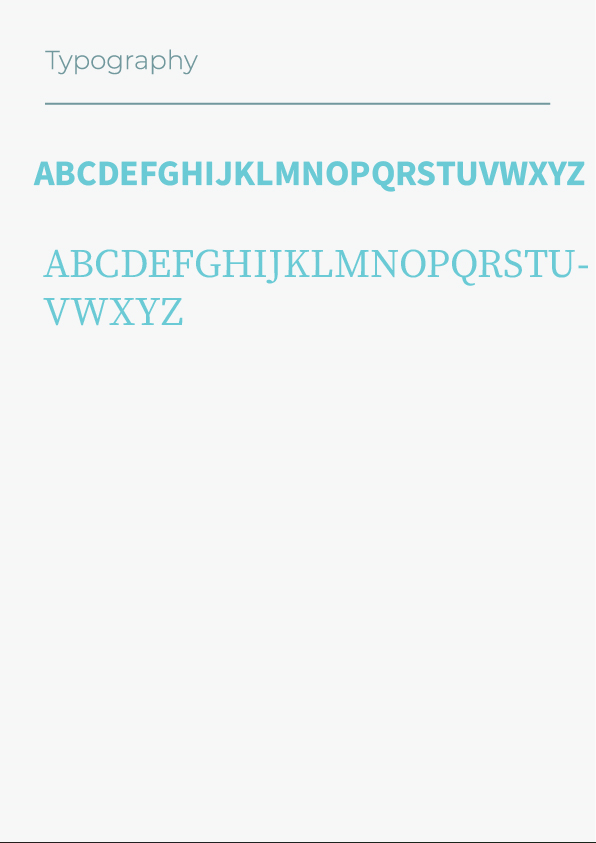 Typography
ABCDEFGHIJKLMNOPQRSTUVWXYZ
ABCDEFGHIJKLMNOPQRSTU-
VWXYZ